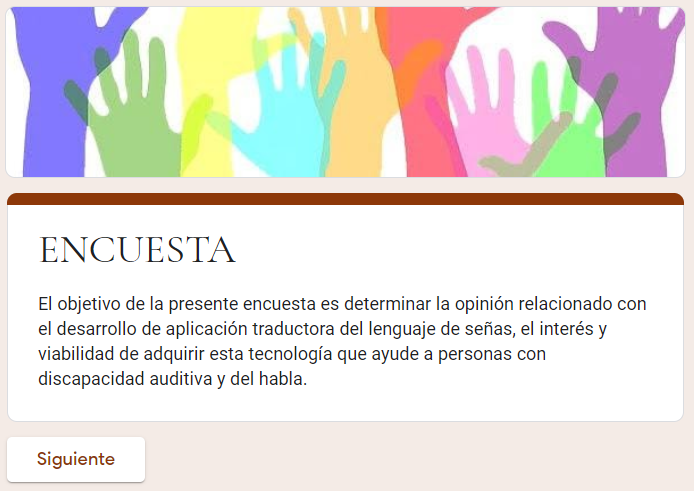 ENCUESTA
El objetivo de la presente encuesta es determinar la opinión relacionado con
el desarrollo de aplicación traductora del lenguaje de señas, el interés y
viabilidad de adquirir esta tecnología que ayude a personas con
discapacidad auditiva y del habla.
Siguiente